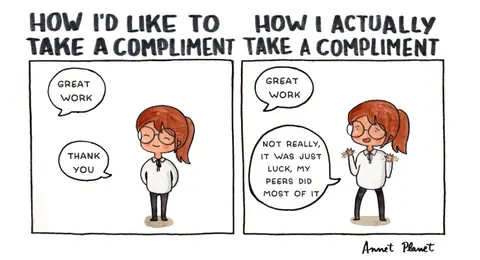 HOW I'D LIKE TO
TAKE A COMPLIMENT
GREAT
WORK
THANK
YOU
HOW I ACTUALLY
TAKE A COMPLIMENT
GREAT
WORK
NOT REALLY,
IT WAS JUST
LUCK, MY
PEERS DID
MOST OF IT
Annet Planet